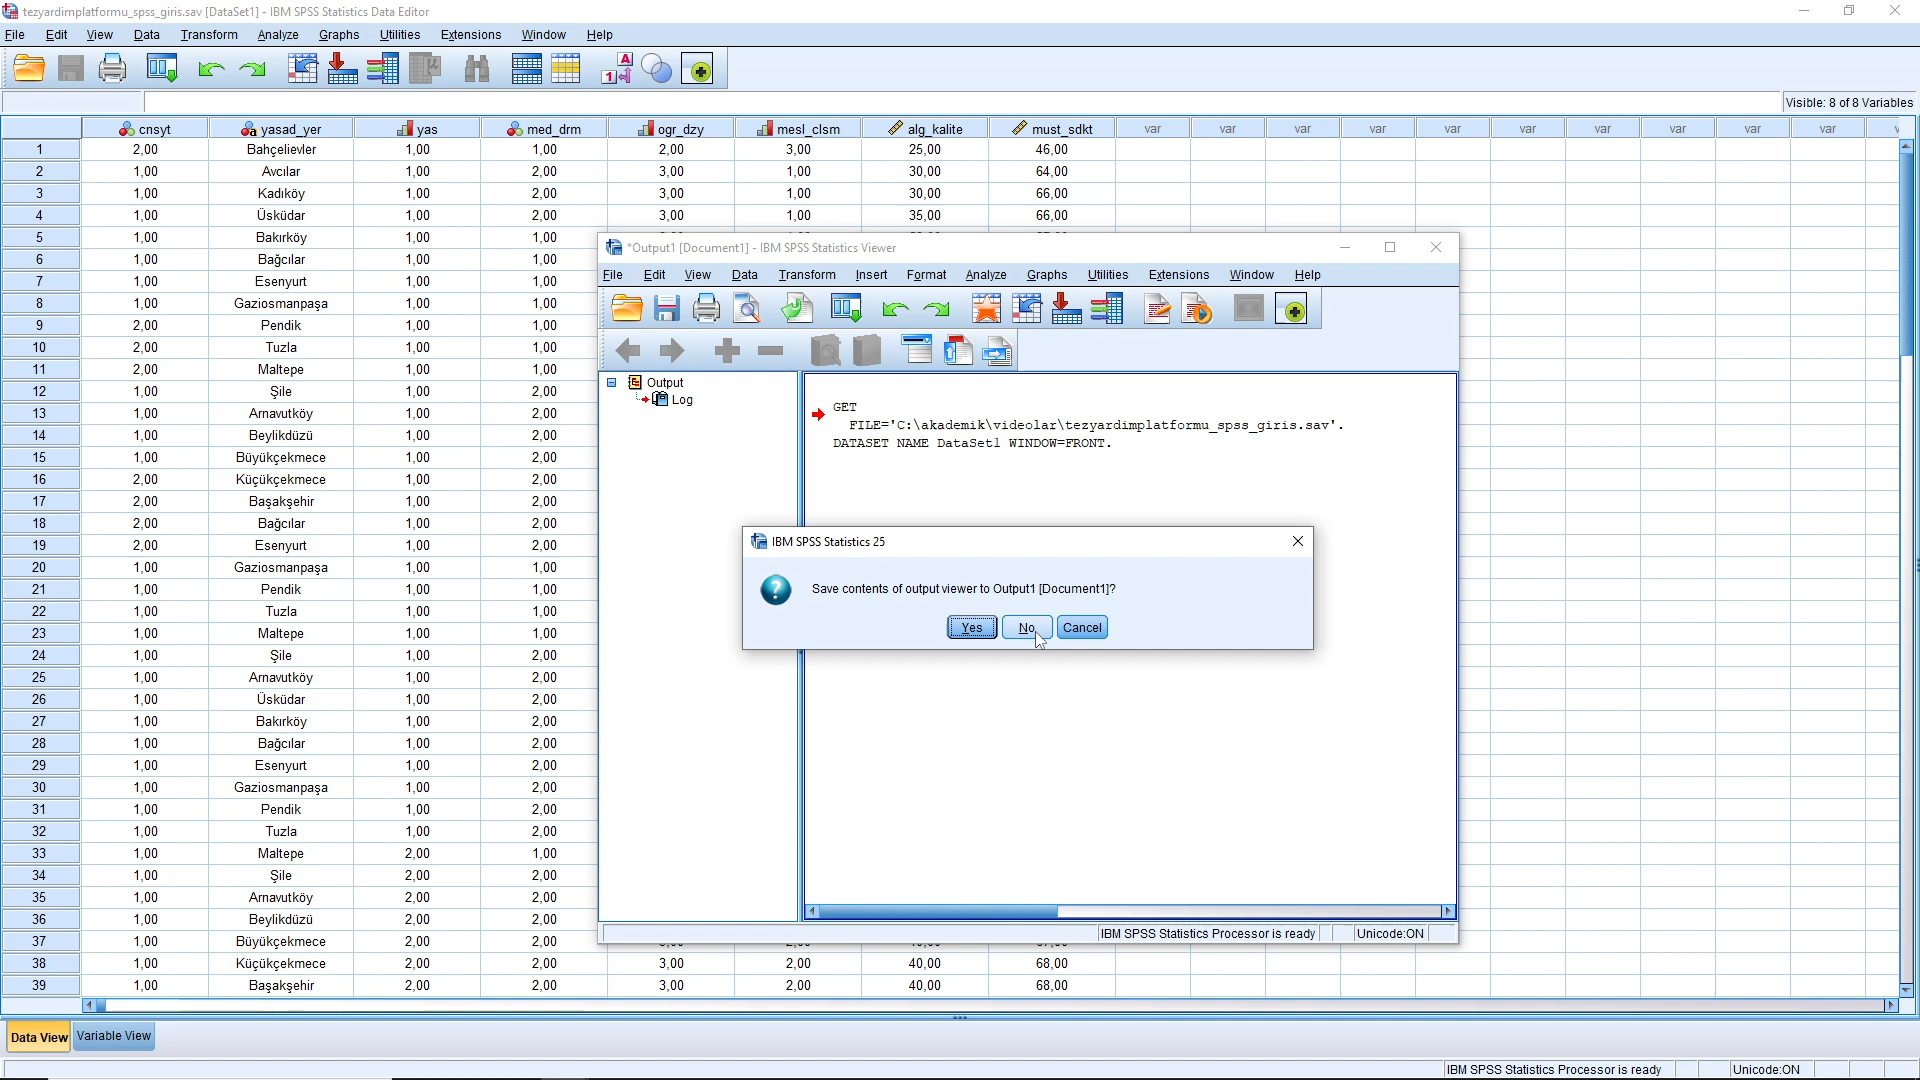 tezyardimplatformu_spss_giris.sav [DataSet1] - IBM SPSS Statistics Data Editor
File Edit View Data Transform Analyze Graphs Utilities Extensions Window Help
Visible: 8 of 8 Variables
cnsyt yasad_yer yas med_drm ogr_dzy mesl_clsm alg_kalite must_sdkt var var var var var var var var var var
1 2,00 Bahçelievler 1,00 1,00 2,00 3,00 25,00 46,00
2 1,00 Avcılar 1,00 2,00 3,00 1,00 30,00 64,00
3 1,00 Kadıköy 1,00 2,00 3,00 1,00 30,00 66,00
4 1,00 Üsküdar 1,00 2,00 3,00 1,00 35,00 66,00
5 1,00 Bakırköy 1,00 1,00
6 1,00 Bağcılar 1,00 1,00
7 1,00 Esenyurt 1,00 1,00
8 1,00 Gaziosmanpaşa 1,00 1,00
9 2,00 Pendik 1,00 1,00
10 2,00 Tuzla 1,00 1,00
11 2,00 Maltepe 1,00 1,00
12 1,00 Şile 1,00 2,00
13 1,00 Arnavutköy 1,00 2,00
14 1,00 Beylikdüzü 1,00 2,00
15 1,00 Büyükçekmece 1,00 2,00
16 2,00 Küçükçekmece 1,00 2,00
17 2,00 Başakşehir 1,00 2,00
18 2,00 Bağcılar 1,00 2,00
19 2,00 Esenyurt 1,00 2,00
20 1,00 Gaziosmanpaşa 1,00 1,00
21 1,00 Pendik 1,00 1,00
22 1,00 Tuzla 1,00 1,00
23 1,00 Maltepe 1,00 1,00
24 1,00 Şile 1,00 2,00
25 1,00 Arnavutköy 1,00 2,00
26 1,00 Üsküdar 1,00 2,00
27 1,00 Bakırköy 1,00 2,00
28 1,00 Bağcılar 1,00 2,00
29 1,00 Esenyurt 1,00 2,00
30 1,00 Gaziosmanpaşa 1,00 2,00
31 1,00 Pendik 1,00 2,00
32 1,00 Tuzla 1,00 2,00
33 1,00 Maltepe 2,00 1,00
34 1,00 Şile 2,00 2,00
35 1,00 Arnavutköy 2,00 2,00
36 1,00 Beylikdüzü 2,00 2,00
37 1,00 Büyükçekmece 2,00 2,00
38 1,00 Küçükçekmece 2,00 2,00 3,00 2,00 40,00 68,00
39 1,00 Başakşehir 2,00 2,00 3,00 2,00 40,00 68,00
*Output1 [Document1] - IBM SPSS Statistics Viewer
File Edit View Data Transform Insert Format Analyze Graphs Utilities Extensions Window Help
Output
Log
GET
FILE='C:\akademik\videolar\tezyardimplatformu_spss_giris.sav'.
DATASET NAME DataSet1 WINDOW=FRONT.
IBM SPSS Statistics 25
Save contents of output viewer to Output1 [Document1]?
Yes No Cancel
IBM SPSS Statistics Processor is ready Unicode:ON
Data View Variable View
IBM SPSS Statistics Processor is ready Unicode:ON